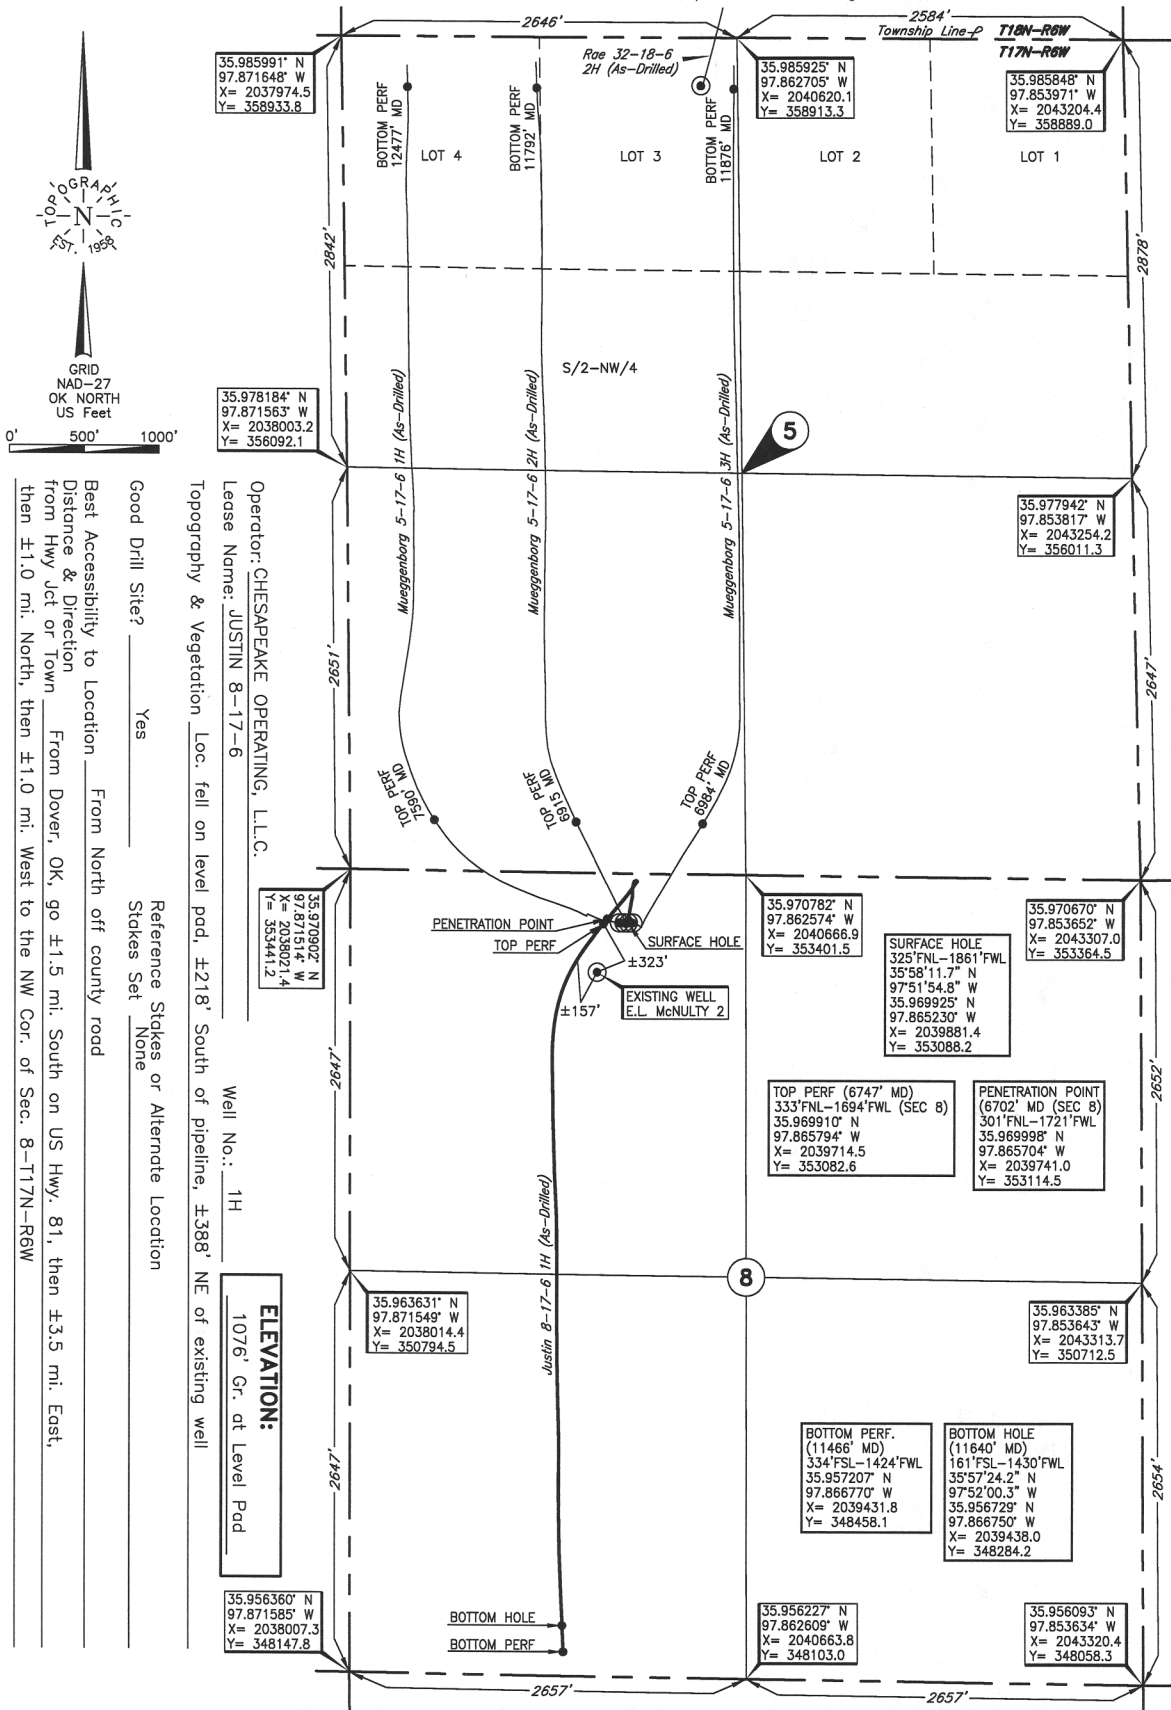 2646'
2584'
Township Line
T18N-R6W
T17N-R6W
Rae 32-18-6
2H (As-Drilled)
35.985991° N
97.871648° W
X= 2037974.5
Y= 358933.8
35.985925° N
97.862705° W
X= 2040620.1
Y= 358913.3
35.985848° N
97.853971° W
X= 2043204.4
Y= 358889.0
BOTTOM PERF
12477' MD
BOTTOM PERF
11792' MD
BOTTOM PERF
11876' MD
LOT 4
LOT 3
LOT 2
LOT 1
TOPOGRAPHIC
N
EST. 1958
GRID
NAD-27
OK NORTH
US Feet
0' 500' 1000'
2842'
2878'
S/2-NW/4
Mueggenborg 5-17-6 1H (As-Drilled)
Mueggenborg 5-17-6 2H (As-Drilled)
Mueggenborg 5-17-6 3H (As-Drilled)
5
35.978184° N
97.871563° W
X= 2038003.2
Y= 356092.1
35.977942° N
97.853817° W
X= 2043254.2
Y= 356011.3
2651'
2647'
TOP PERF
7590' MD
TOP PERF
6915 MD
TOP PERF
6984' MD
35.970902° N
97.871514° W
X= 2038021.4
Y= 353441.2
35.970782° N
97.862574° W
X= 2040666.9
Y= 353401.5
35.970670° N
97.853652° W
X= 2043307.0
Y= 353364.5
PENETRATION POINT
TOP PERF
SURFACE HOLE
±323'
±157'
EXISTING WELL
E.L. McNULTY 2
SURFACE HOLE
325'FNL-1861'FWL
35°58'11.7" N
97°51'54.8" W
35.969925° N
97.865230° W
X= 2039881.4
Y= 353088.2
TOP PERF (6747' MD)
333'FNL-1694'FWL (SEC 8)
35.969910° N
97.865794° W
X= 2039714.5
Y= 353082.6
PENETRATION POINT
(6702' MD (SEC 8)
301'FNL-1721'FWL
35.969998° N
97.865704° W
X= 2039741.0
Y= 353114.5
2647'
2652'
Justin 8-17-6 1H (As-Drilled)
8
35.963631° N
97.871549° W
X= 2038014.4
Y= 350794.5
35.963385° N
97.853643° W
X= 2043313.7
Y= 350712.5
2647'
2654'
BOTTOM PERF.
(11466' MD)
334'FSL-1424'FWL
35.957207° N
97.866770° W
X= 2039431.8
Y= 348458.1
BOTTOM HOLE
(11640' MD)
161'FSL-1430'FWL
35°57'24.2" N
97°52'00.3" W
35.956729° N
97.866750° W
X= 2039438.0
Y= 348284.2
BOTTOM HOLE
BOTTOM PERF
35.956360° N
97.871585° W
X= 2038007.3
Y= 348147.8
35.956227° N
97.862609° W
X= 2040663.8
Y= 348103.0
35.956093° N
97.853634° W
X= 2043320.4
Y= 348058.3
2657'
2657'
Operator: CHESAPEAKE OPERATING, L.L.C.
Lease Name: JUSTIN 8-17-6 Well No.: 1H
ELEVATION:
1076' Gr. at Level Pad
Topography & Vegetation Loc. fell on level pad, ±218' South of pipeline, ±388' NE of existing well
Good Drill Site? Yes
Reference Stakes or Alternate Location
Stakes Set None
Best Accessibility to Location From North off county road
Distance & Direction
from Hwy Jct or Town From Dover, OK, go ±1.5 mi. South on US Hwy. 81, then ±3.5 mi. East,
then ±1.0 mi. North, then ±1.0 mi. West to the NW Cor. of Sec. 8-T17N-R6W